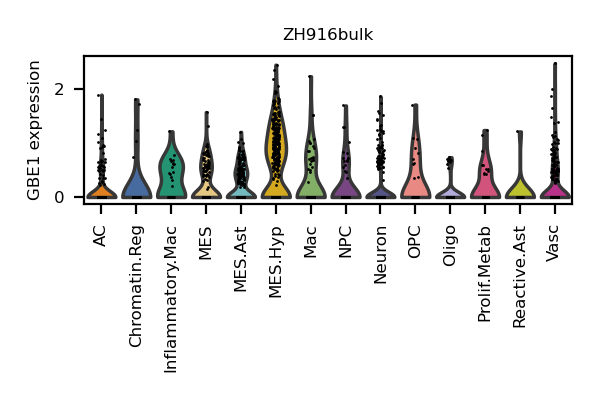 ZH916bulk
GBE1 expression
2
0
AC
Chromatin.Reg
Inflammatory.Mac
MES
MES.Ast
MES.Hyp
Mac
NPC
Neuron
OPC
Oligo
Prolif.Metab
Reactive.Ast
Vasc